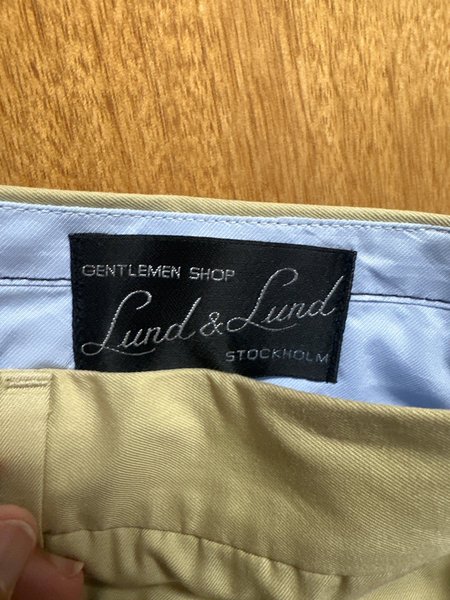 GENTLEMEN SHOP
Lund & Lund
STOCKHOLM